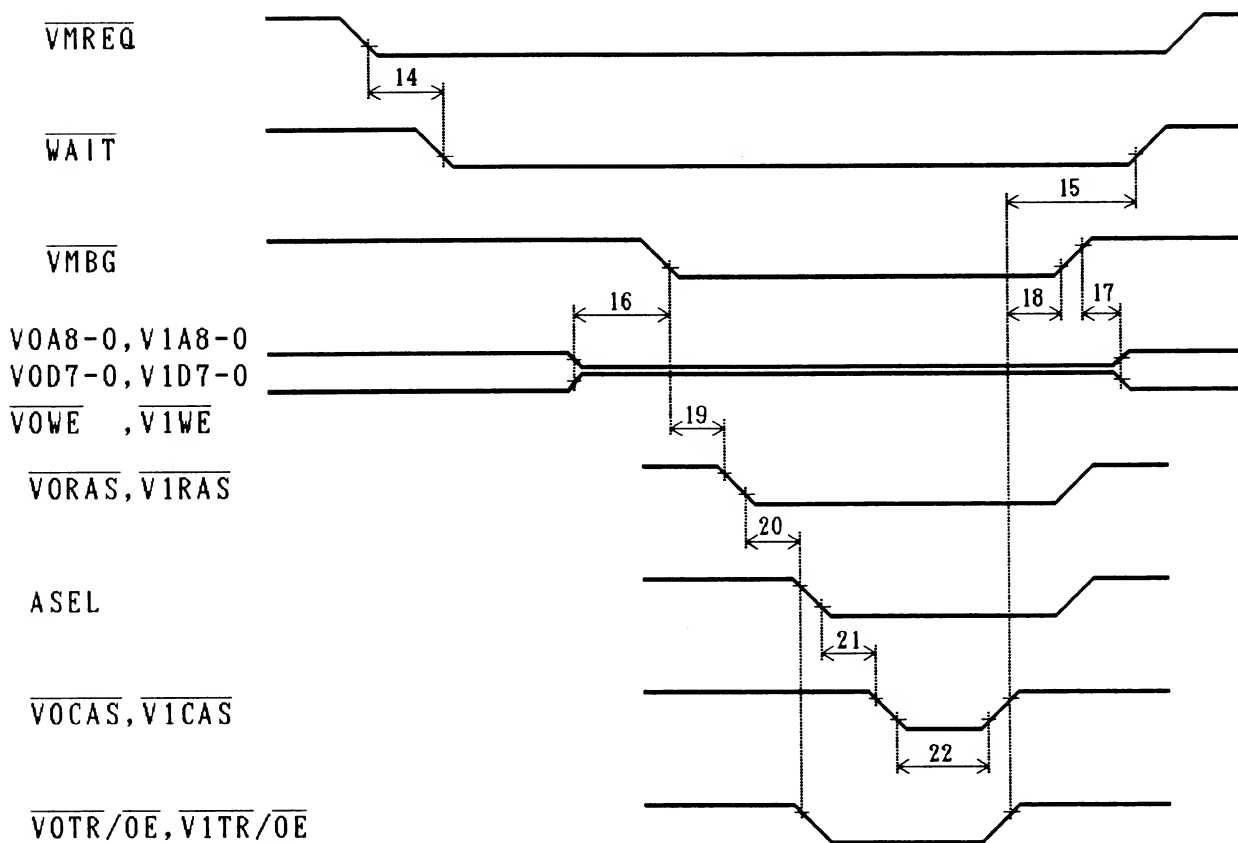 VMREQ
14
WAIT
15
VMBG
16
18
17
V0A8-0,V1A8-0
V0D7-0,V1D7-0
V0WE ,V1WE
19
V0RAS,V1RAS
20
ASEL
21
V0CAS,V1CAS
22
V0TR/OE,V1TR/OE